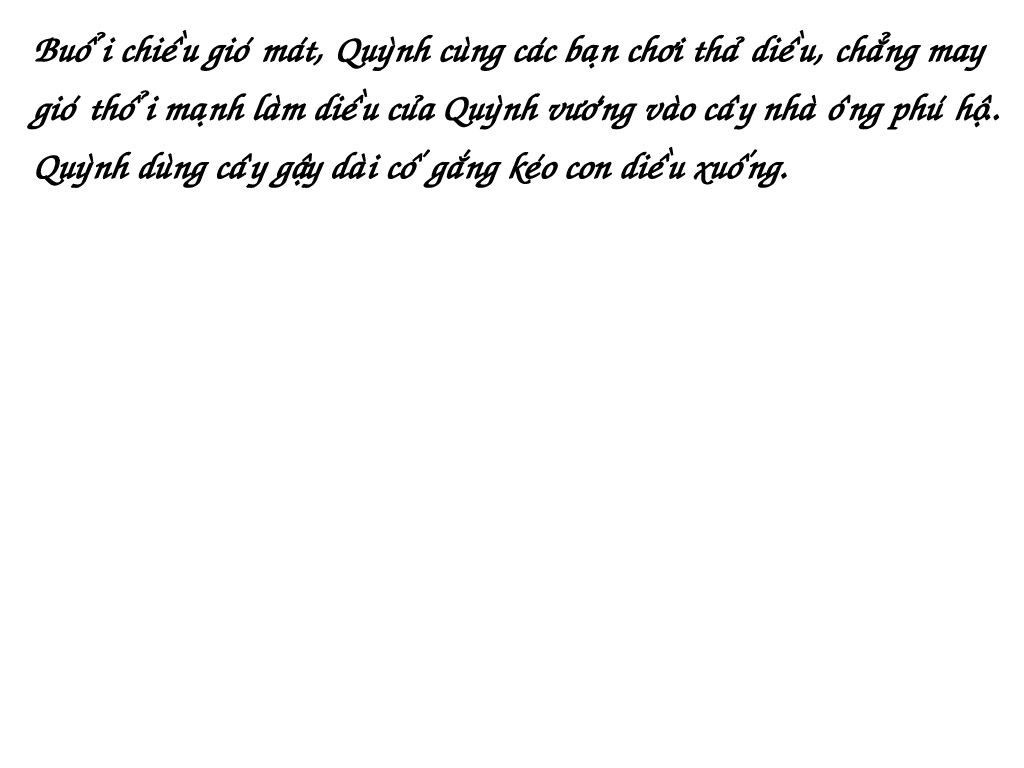 Buổi chiều gió mát, Quỳnh cùng các bạn chơi thả diều, chẳng may
gió thổi mạnh làm diều của Quỳnh vướng vào cây nhà ông phú hộ.
Quỳnh dùng cây gậy dài cố gắng kéo con diều xuống.